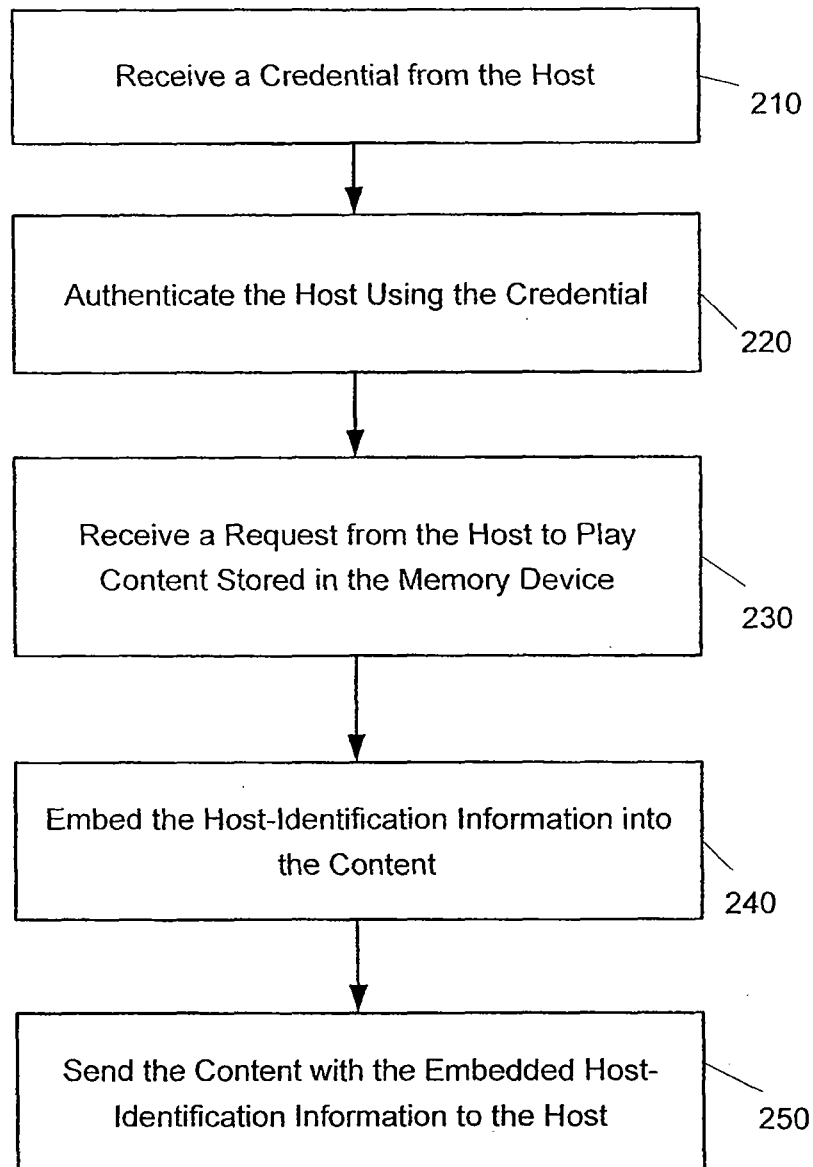 Receive a Credential from the Host
210
Authenticate the Host Using the Credential
220
Receive a Request from the Host to Play
Content Stored in the Memory Device
230
Embed the Host-Identification Information into
the Content
240
Send the Content with the Embedded Host-
Identification Information to the Host
250